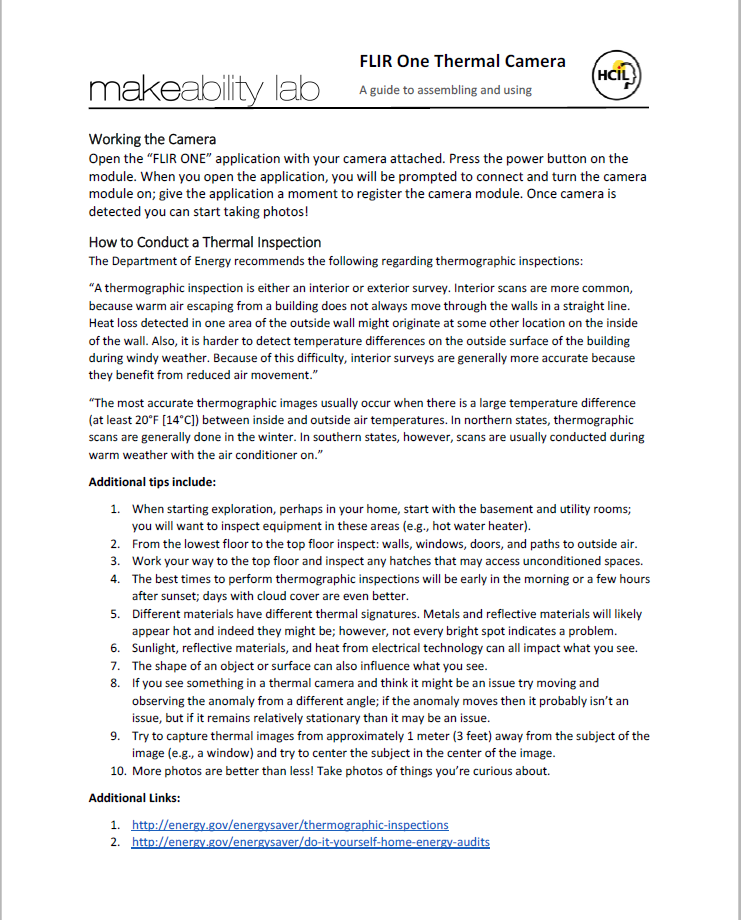 makeability lab
FLIR One Thermal Camera
A guide to assembling and using
HCIL
Working the Camera
Open the “FLIR ONE” application with your camera attached. Press the power button on the
module. When you open the application, you will be prompted to connect and turn the camera
module on; give the application a moment to register the camera module. Once camera is
detected you can start taking photos!
How to Conduct a Thermal Inspection
The Department of Energy recommends the following regarding thermographic inspections:
“A thermographic inspection is either an interior or exterior survey. Interior scans are more common,
because warm air escaping from a building does not always move through the walls in a straight line.
Heat loss detected in one area of the outside wall might originate at some other location on the inside
of the wall. Also, it is harder to detect temperature differences on the outside surface of the building
during windy weather. Because of this difficulty, interior surveys are generally more accurate because
they benefit from reduced air movement.”
“The most accurate thermographic images usually occur when there is a large temperature difference
(at least 20°F [14°C]) between inside and outside air temperatures. In northern states, thermographic
scans are generally done in the winter. In southern states, however, scans are usually conducted during
warm weather with the air conditioner on.”
Additional tips include:
1. When starting exploration, perhaps in your home, start with the basement and utility rooms;
you will want to inspect equipment in these areas (e.g., hot water heater).
2. From the lowest floor to the top floor inspect: walls, windows, doors, and paths to outside air.
3. Work your way to the top floor and inspect any hatches that may access unconditioned spaces.
4. The best times to perform thermographic inspections will be early in the morning or a few hours
after sunset; days with cloud cover are even better.
5. Different materials have different thermal signatures. Metals and reflective materials will likely
appear hot and indeed they might be; however, not every bright spot indicates a problem.
6. Sunlight, reflective materials, and heat from electrical technology can all impact what you see.
7. The shape of an object or surface can also influence what you see.
8. If you see something in a thermal camera and think it might be an issue try moving and
observing the anomaly from a different angle; if the anomaly moves then it probably isn’t an
issue, but if it remains relatively stationary than it may be an issue.
9. Try to capture thermal images from approximately 1 meter (3 feet) away from the subject of the
image (e.g., a window) and try to center the subject in the center of the image.
10. More photos are better than less! Take photos of things you’re curious about.
Additional Links:
1. http://energy.gov/energysaver/thermographic-inspections
2. http://energy.gov/energysaver/do-it-yourself-home-energy-audits